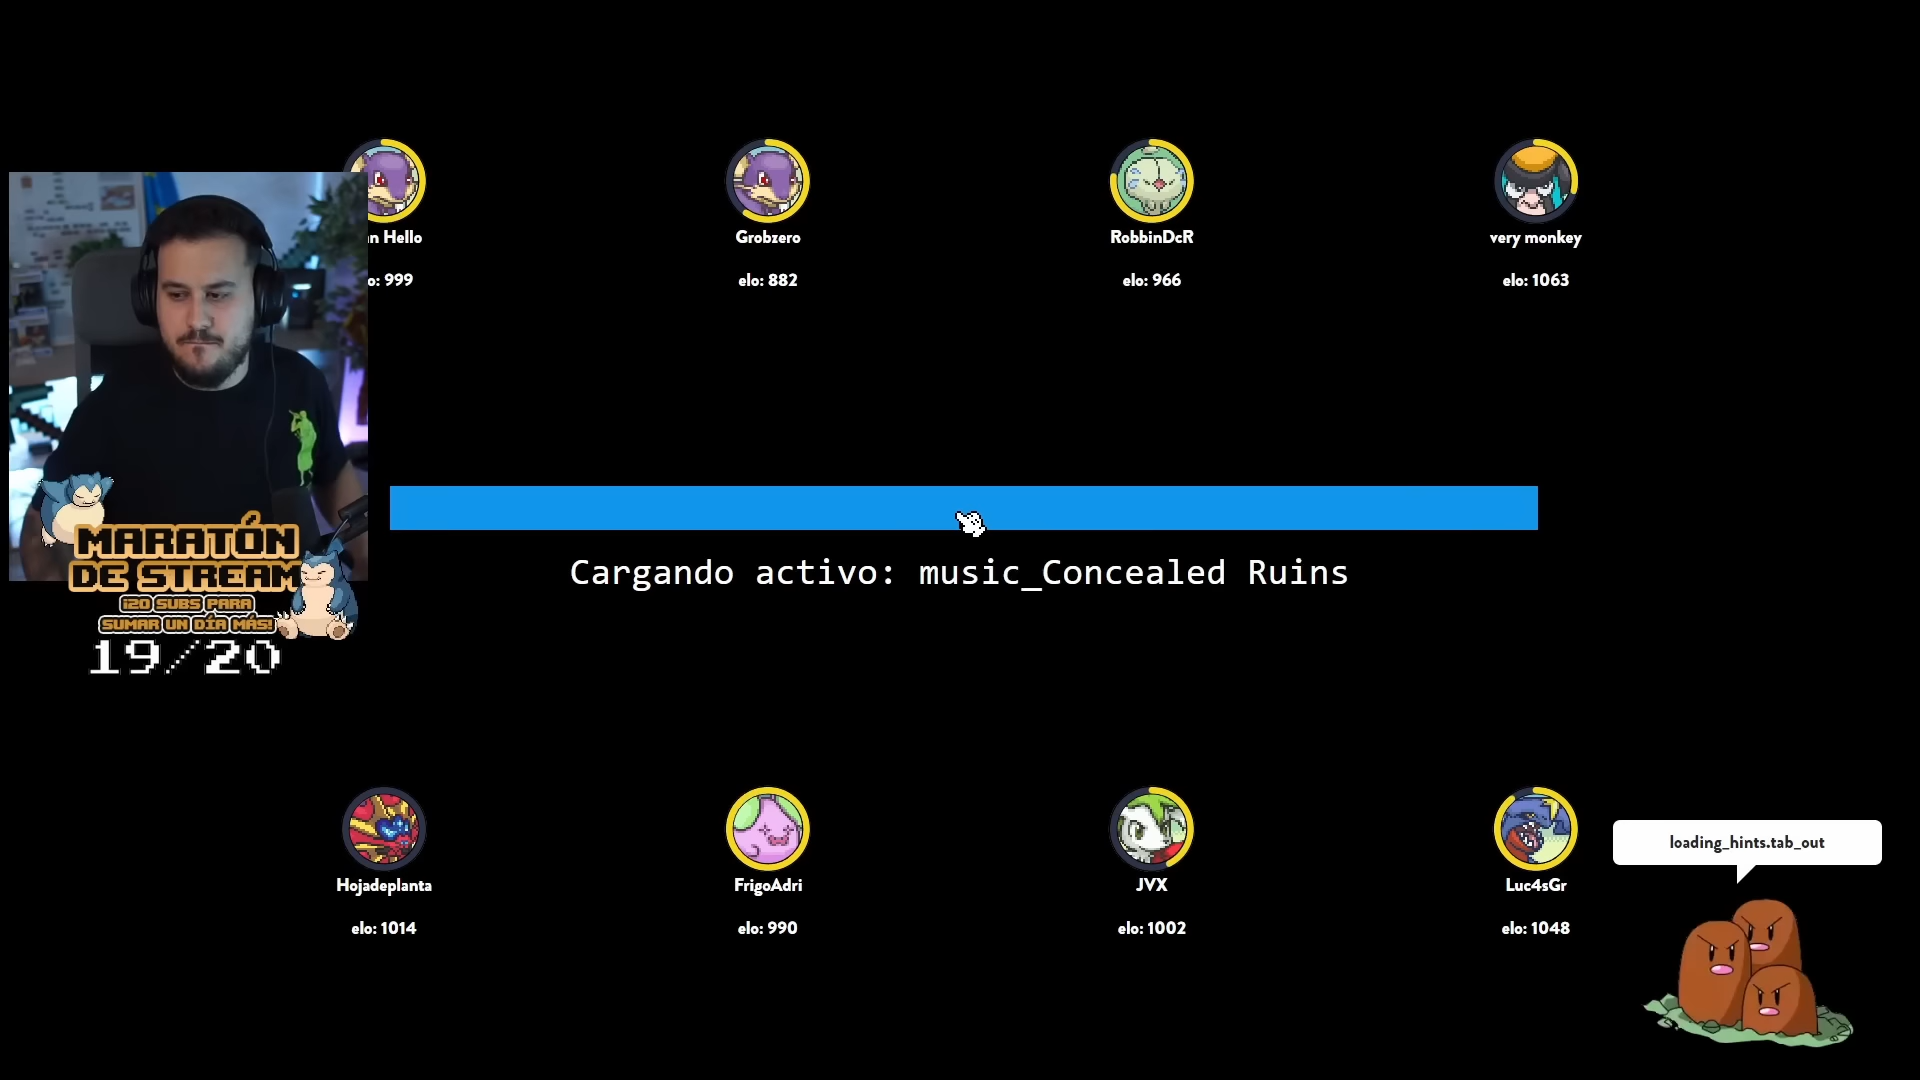 an Hello
Grobzero
RobbinDcR
very monkey
o: 999
elo: 882
elo: 966
elo: 1063
Cargando activo: music_Concealed Ruins
MARATÓN
DE STREAM
¡20 SUBS PARA
SUMAR UN DÍA MÁS!
19/20
loading_hints.tab_out
Hojadeplanta
FrigoAdri
JVX
Luc4sGr
elo: 1014
elo: 990
elo: 1002
elo: 1048